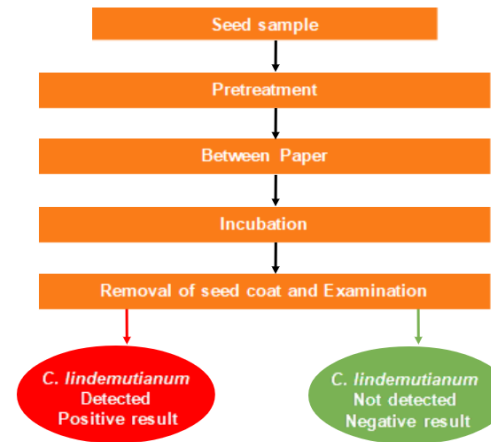 Seed sample
Pretreatment
Between Paper
Incubation
Removal of seed coat and Examination
C. lindemutianum
Detected
Positive result
C. lindemutianum
Not detected
Negative result